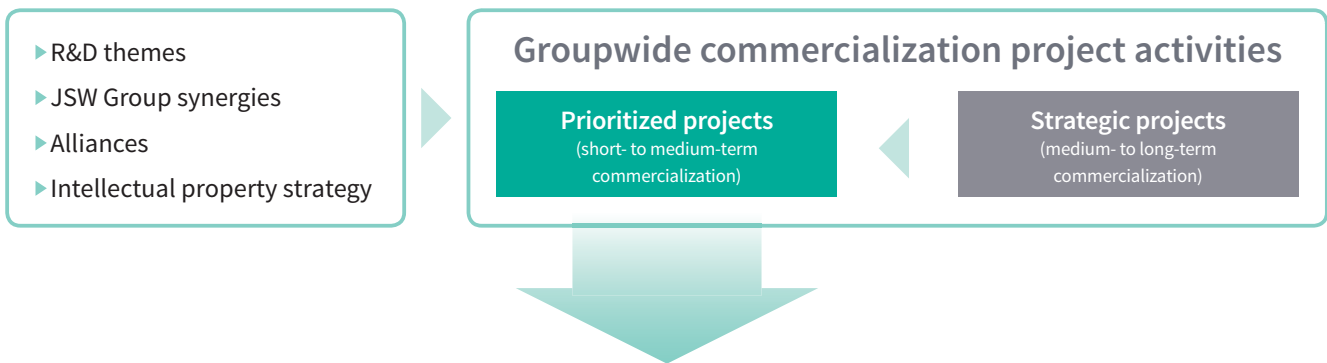 R&D themes
JSW Group synergies
Alliances
Intellectual property strategy
Groupwide commercialization project activities
Prioritized projects
(short- to medium-term
commercialization)
Strategic projects
(medium- to long-term
commercialization)